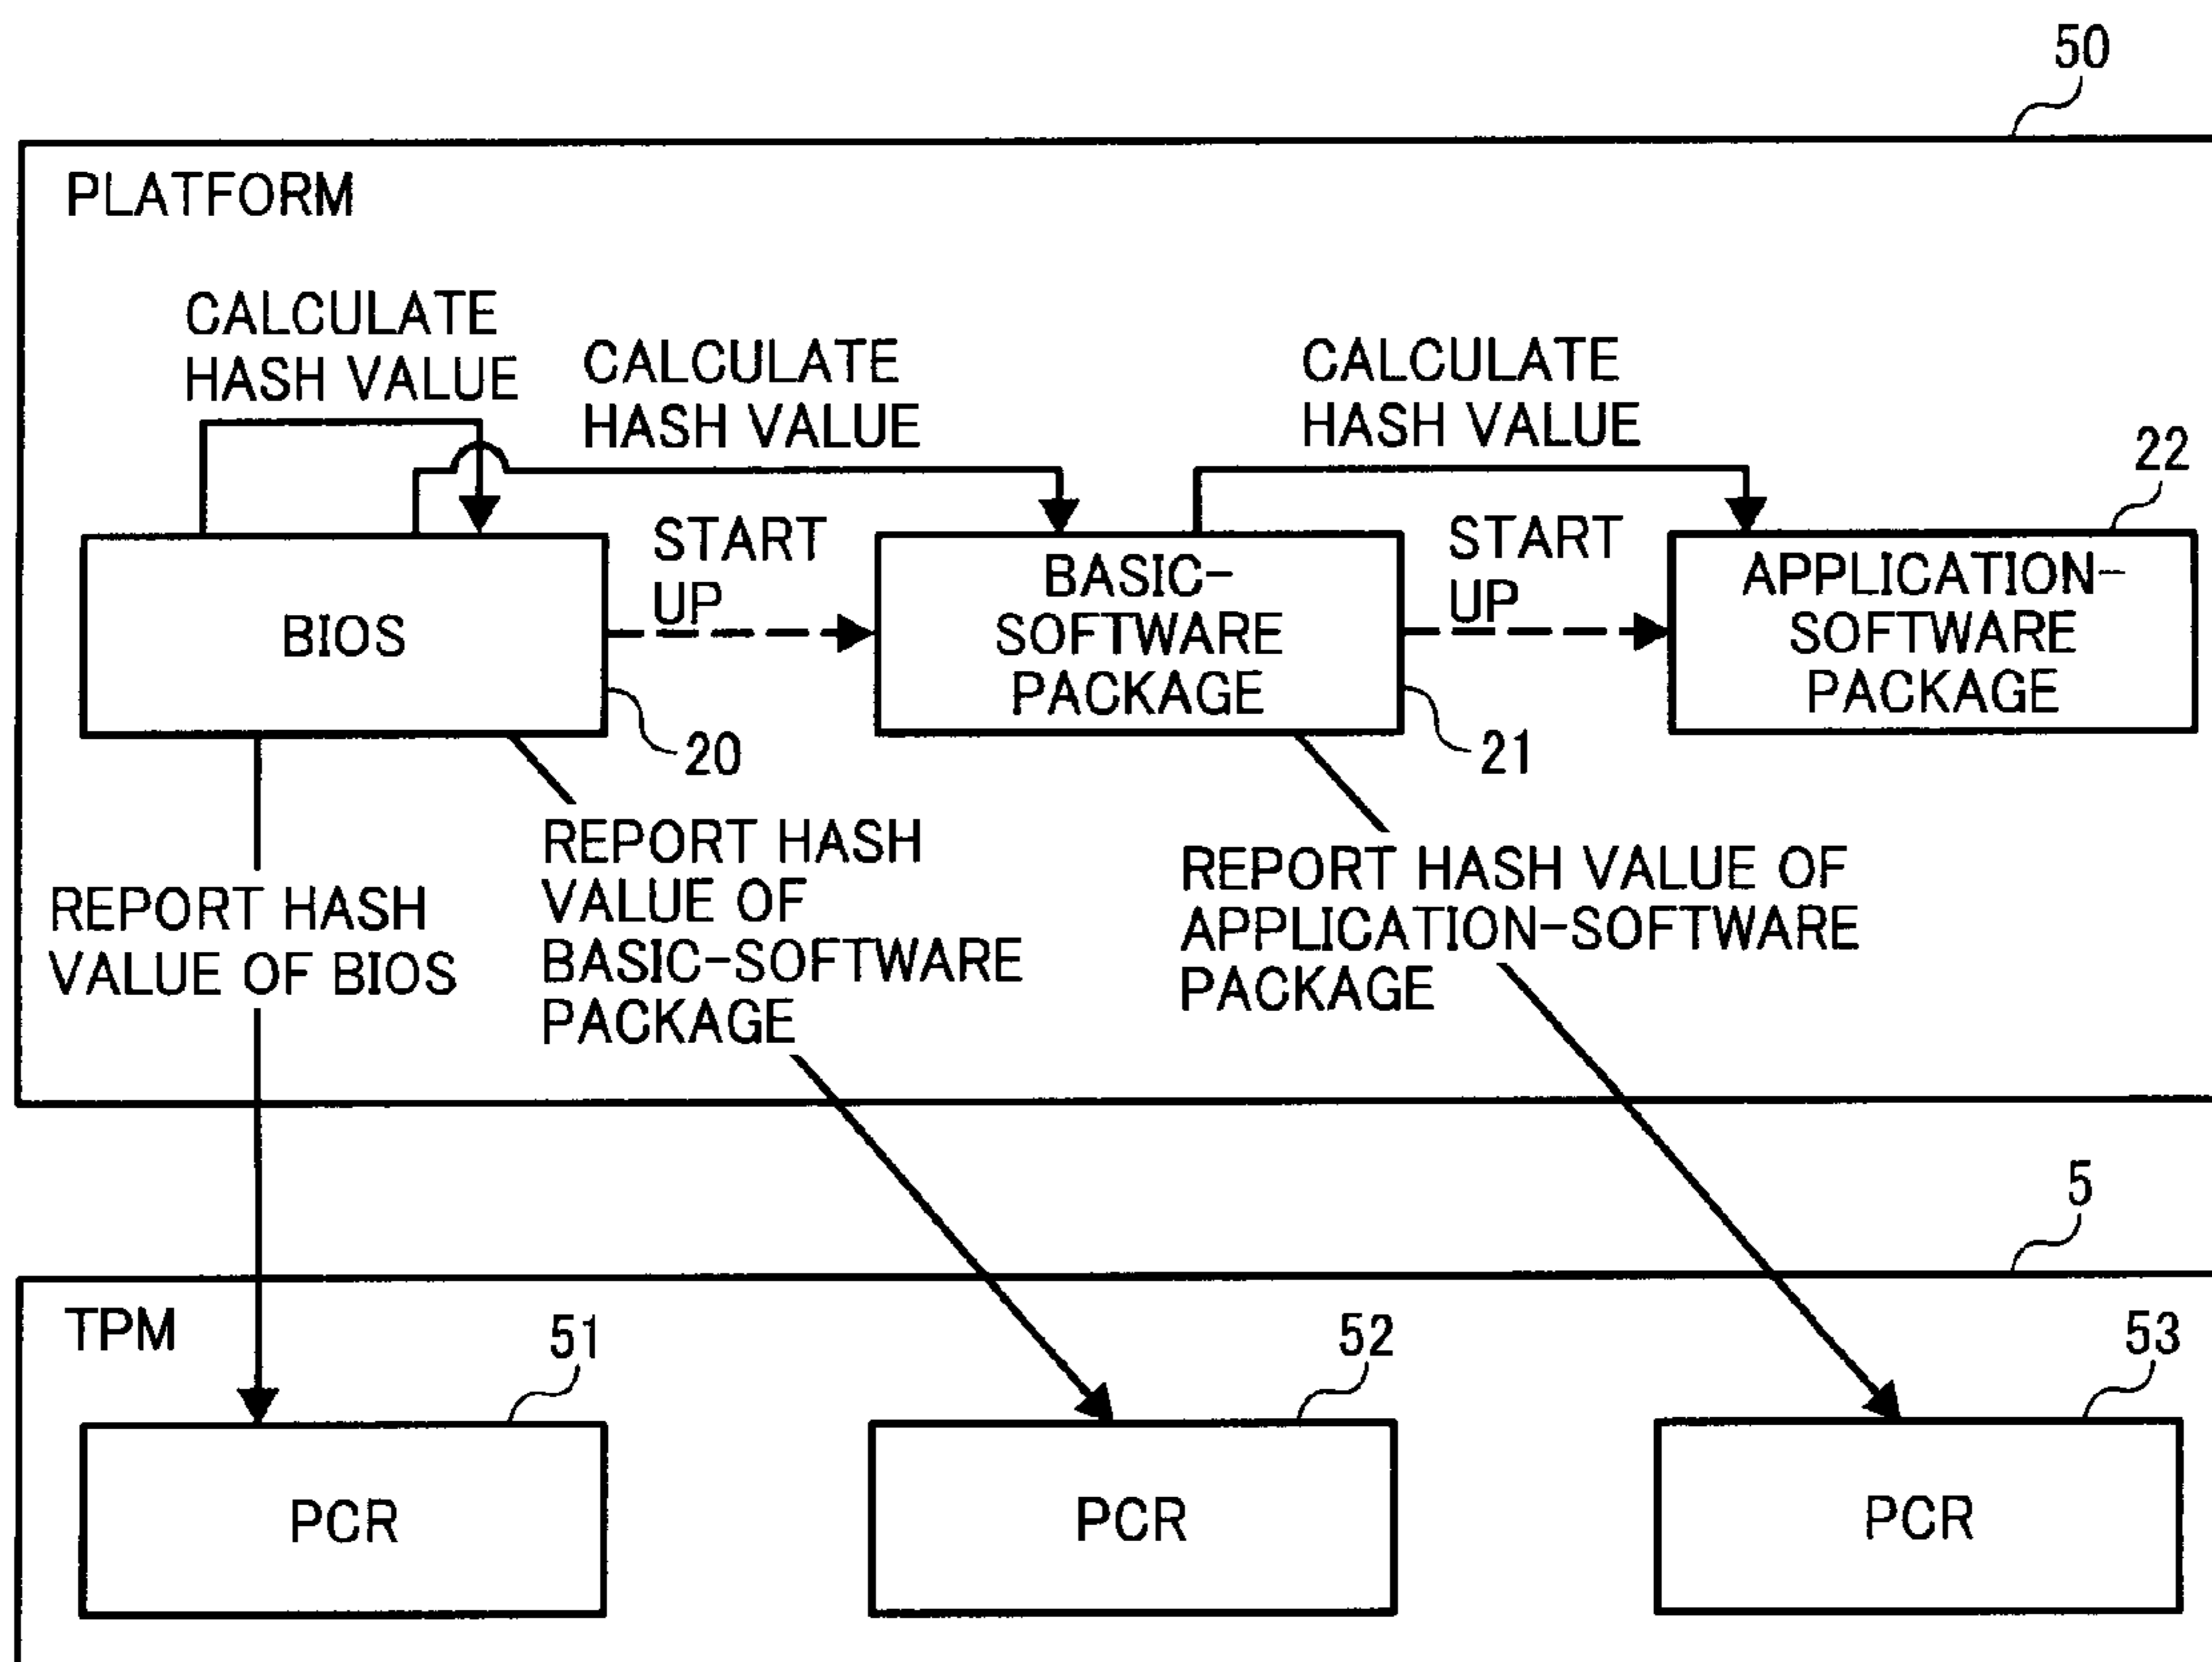 50
PLATFORM
CALCULATE
HASH VALUE
CALCULATE
HASH VALUE
CALCULATE
HASH VALUE
22
START
UP
START
UP
BIOS
BASIC-
SOFTWARE
PACKAGE
APPLICATION-
SOFTWARE
PACKAGE
20
21
REPORT HASH
VALUE OF BIOS
REPORT HASH
VALUE OF
BASIC-SOFTWARE
PACKAGE
REPORT HASH VALUE OF
APPLICATION-SOFTWARE
PACKAGE
5
TPM
51
52
53
PCR
PCR
PCR